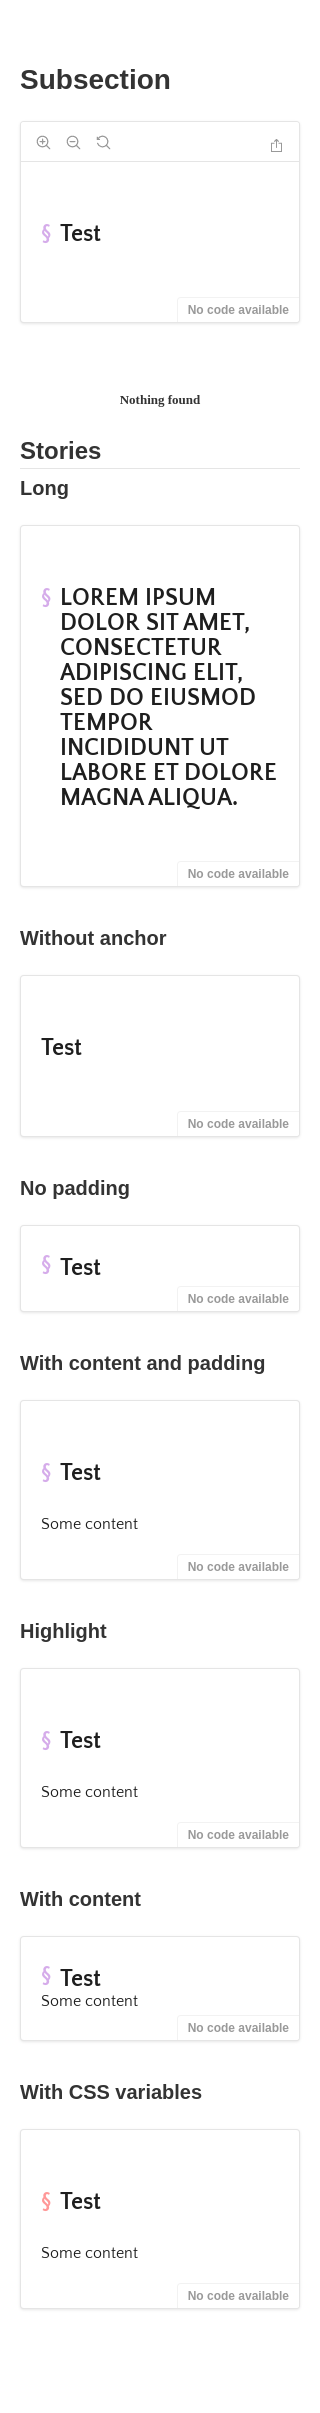 Subsection
§ Test
No code available
Nothing found
Stories
Long
§ LOREM IPSUM
DOLOR SIT AMET,
CONSECTETUR
ADIPISCING ELIT,
SED DO EIUSMOD
TEMPOR
INCIDIDUNT UT
LABORE ET DOLORE
MAGNA ALIQUA.
No code available
Without anchor
Test
No code available
No padding
§ Test
No code available
With content and padding
§ Test
Some content
No code available
Highlight
§ Test
Some content
No code available
With content
§ Test
Some content
No code available
With CSS variables
§ Test
Some content
No code available